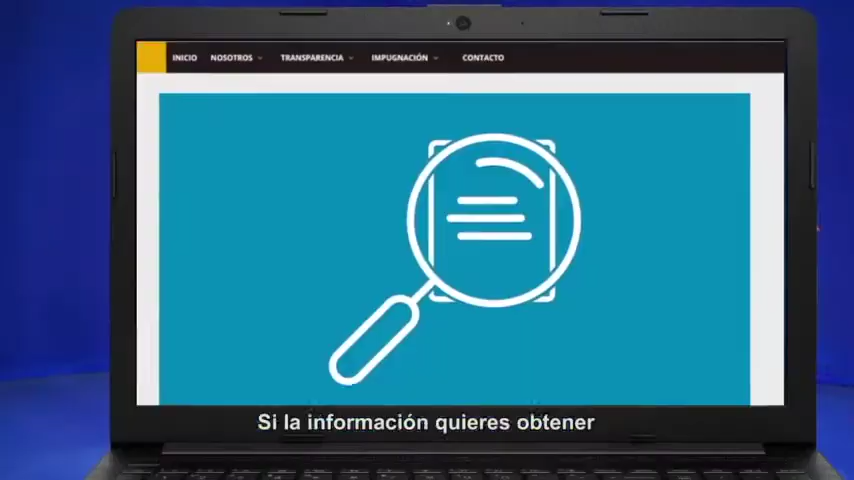 INICIO NOSOTROS TRANSPARENCIA IMPUGNACIÓN CONTACTO
Si la información quieres obtener